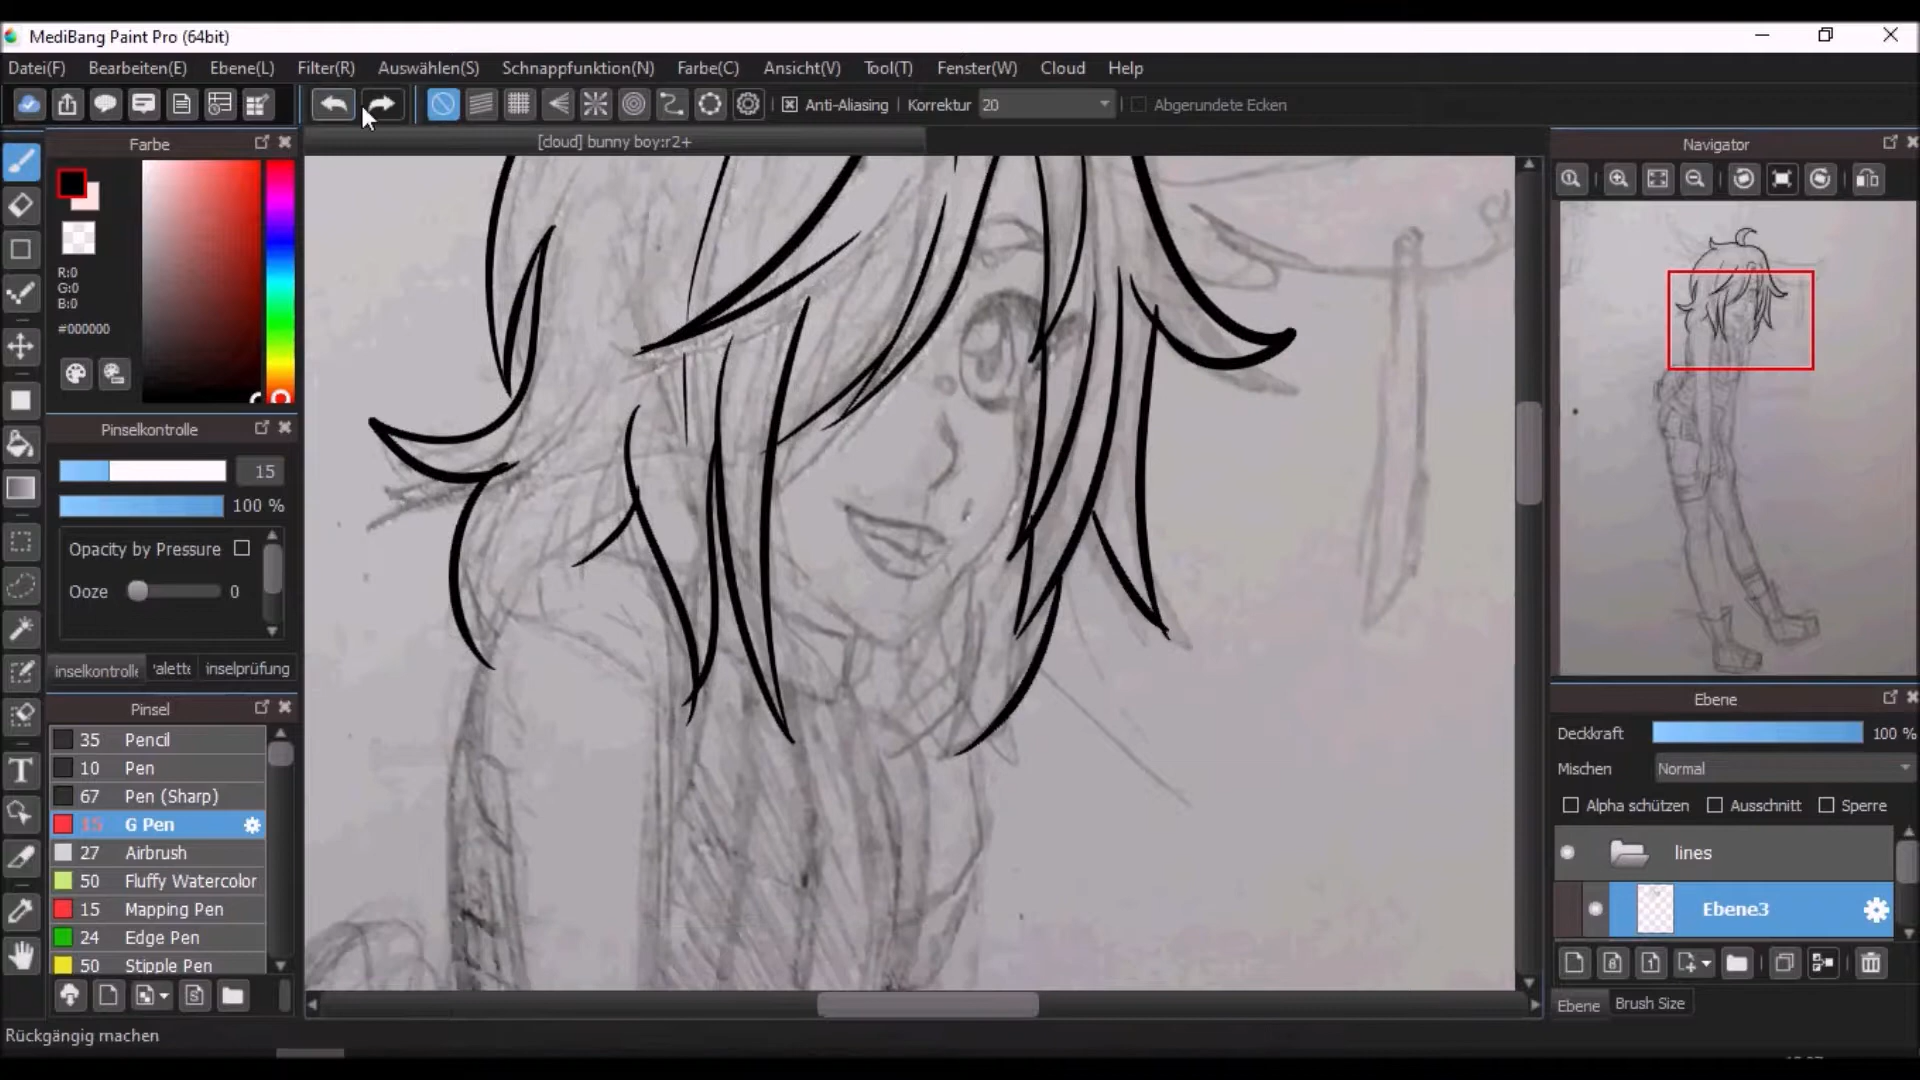 MediBang Paint Pro (64bit)
Datei(F) Bearbeiten(E) Ebene(L) Filter(R) Auswählen(S) Schnappfunktion(N) Farbe(C) Ansicht(V) Tool(T) Fenster(W) Cloud Help
Anti-Aliasing Korrektur 20 Abgerundete Ecken
Farbe
[cloud] bunny boy:r2+
Navigator
R:0
G:0
B:0
#000000
Pinselkontrolle
15
100 %
Opacity by Pressure
Ooze 0
inselkontrolle 'alette inselprüfung
Pinsel
35 Pencil
10 Pen
67 Pen (Sharp)
15 G Pen
27 Airbrush
50 Fluffy Watercolor
15 Mapping Pen
24 Edge Pen
50 Stipple Pen
Ebene
Deckkraft 100 %
Mischen Normal
Alpha schützen Ausschnitt Sperre
lines
Ebene3
Ebene Brush Size
Rückgängig machen